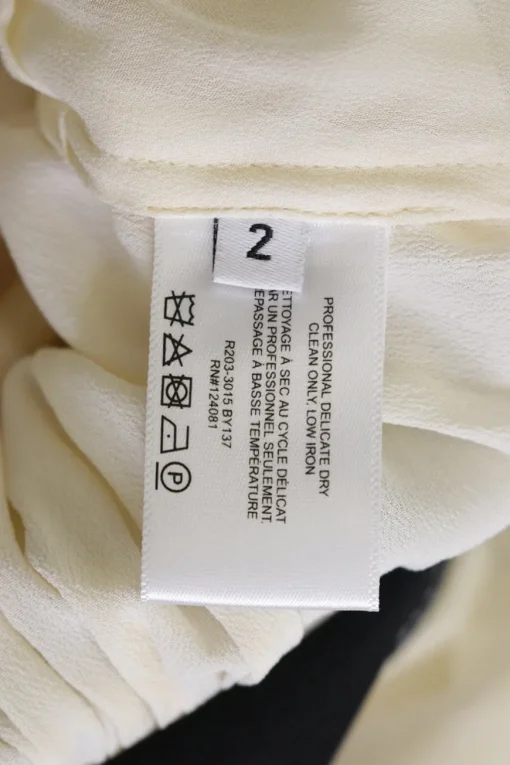 2
PROFESSIONAL DELICATE DRY
CLEAN ONLY, LOW IRON
ETTOYAGE À SEC AU CYCLE DÉLICAT
UN PROFESSIONNEL SEULEMENT.
EPASSAGE À BASSE TEMPÉRATURE
R203-3015 BY137
RN#124081
P